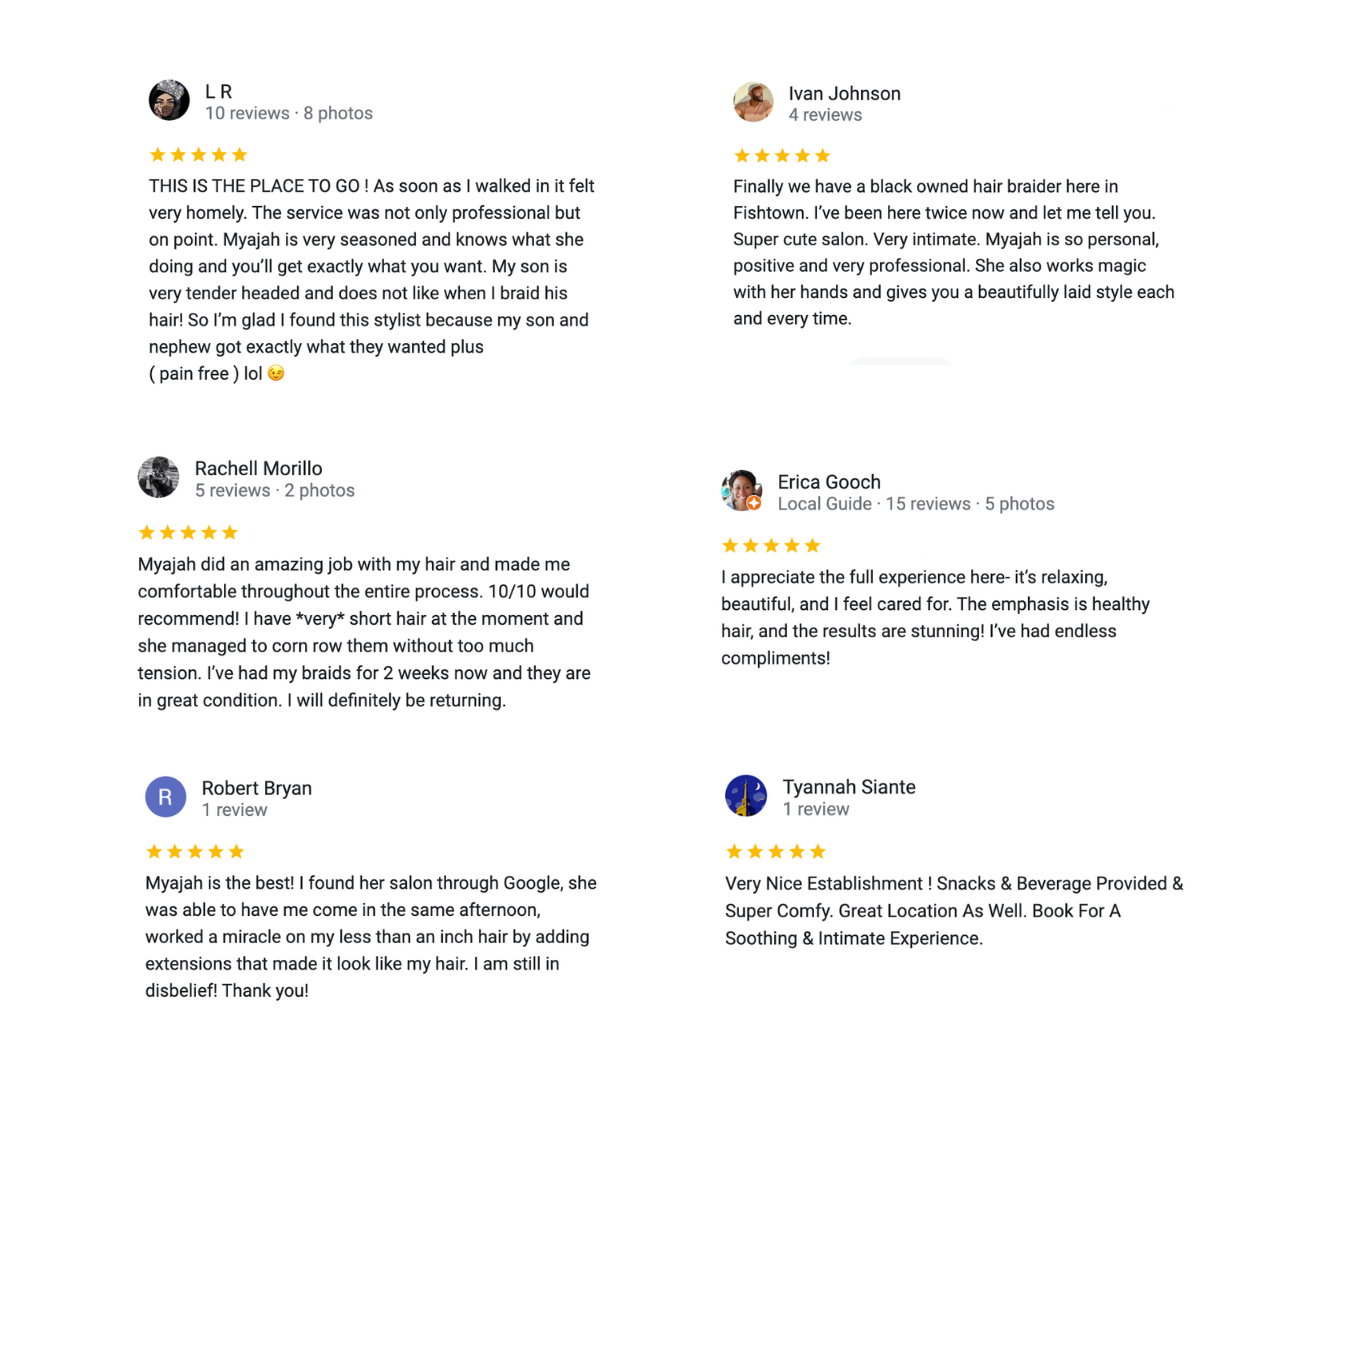 L R
10 reviews · 8 photos
THIS IS THE PLACE TO GO ! As soon as I walked in it felt
very homely. The service was not only professional but
on point. Myajah is very seasoned and knows what she
doing and you’ll get exactly what you want. My son is
very tender headed and does not like when I braid his
hair! So I’m glad I found this stylist because my son and
nephew got exactly what they wanted plus
( pain free ) lol 😉
Ivan Johnson
4 reviews
Finally we have a black owned hair braider here in
Fishtown. I’ve been here twice now and let me tell you.
Super cute salon. Very intimate. Myajah is so personal,
positive and very professional. She also works magic
with her hands and gives you a beautifully laid style each
and every time.
Rachell Morillo
5 reviews · 2 photos
Myajah did an amazing job with my hair and made me
comfortable throughout the entire process. 10/10 would
recommend! I have *very* short hair at the moment and
she managed to corn row them without too much
tension. I’ve had my braids for 2 weeks now and they are
in great condition. I will definitely be returning.
Erica Gooch
Local Guide · 15 reviews · 5 photos
I appreciate the full experience here- it’s relaxing,
beautiful, and I feel cared for. The emphasis is healthy
hair, and the results are stunning! I’ve had endless
compliments!
R
Robert Bryan
1 review
Myajah is the best! I found her salon through Google, she
was able to have me come in the same afternoon,
worked a miracle on my less than an inch hair by adding
extensions that made it look like my hair. I am still in
disbelief! Thank you!
Tyannah Siante
1 review
Very Nice Establishment ! Snacks & Beverage Provided &
Super Comfy. Great Location As Well. Book For A
Soothing & Intimate Experience.